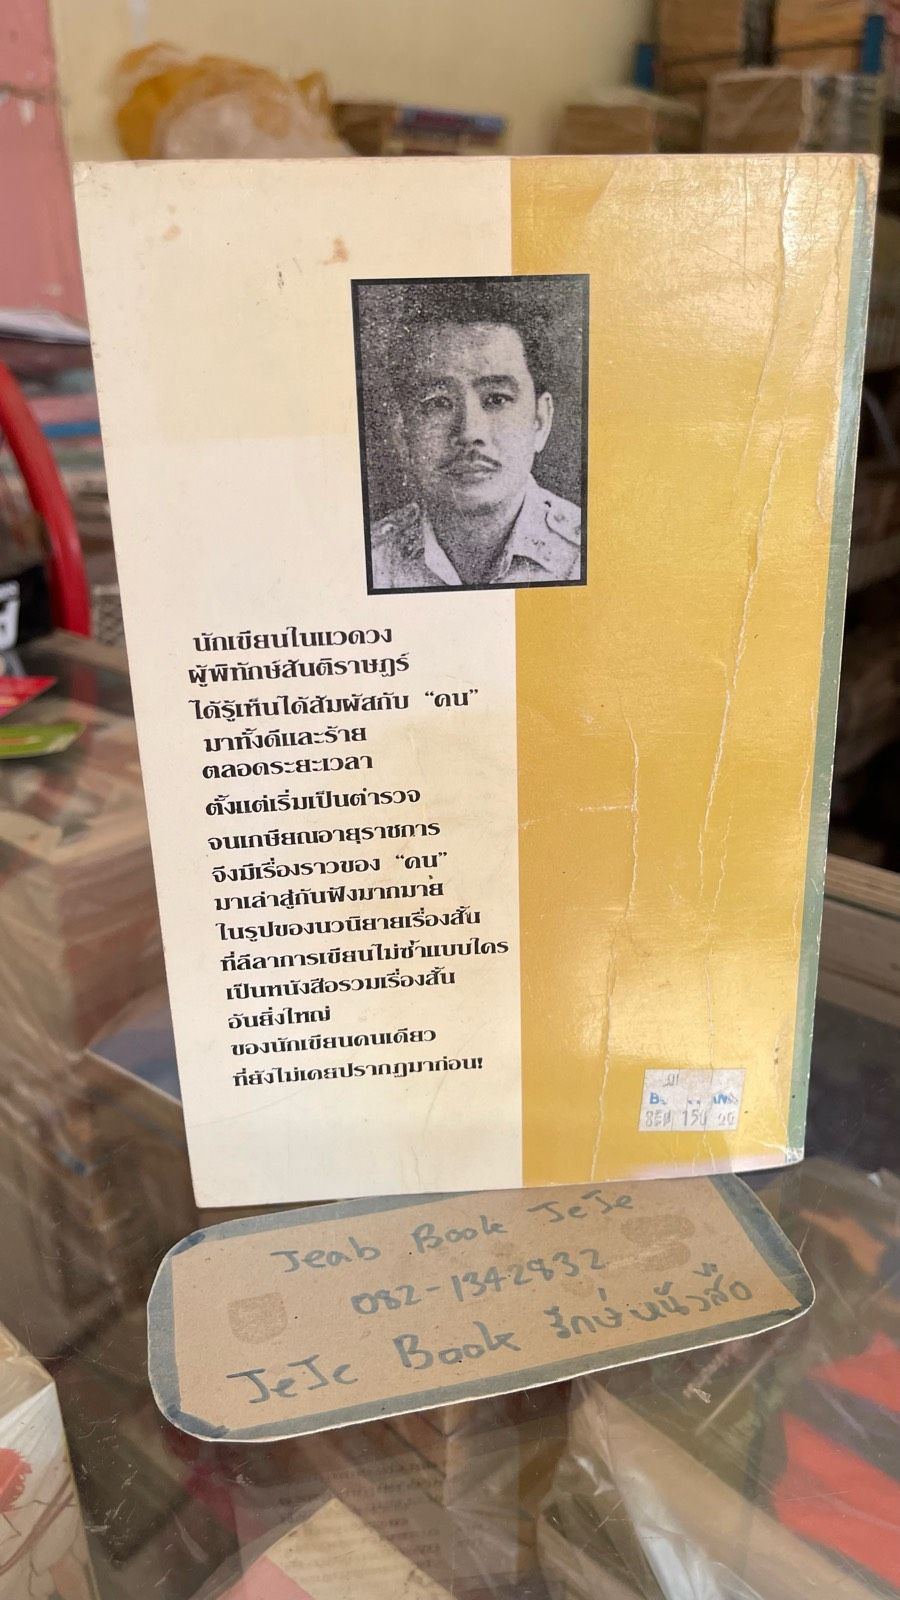 นักเขียนในแวดวง
ผู้พิทักษ์สันติราษฎร์
ได้รู้เห็นได้สัมผัสกับ “คน”
มาทั้งดีและร้าย
ตลอดระยะเวลา
ตั้งแต่เริ่มเป็นตำรวจ
จนเกษียณอายุราชการ
จึงมีเรื่องราวของ “คน”
มาเล่าสู่กันฟังมากมาย
ในรูปของนวนิยายเรื่องสั้น
ที่ลีลาการเขียนไม่ซ้ำแบบใคร
เป็นหนังสือรวมเรื่องสั้น
อันยิ่งใหญ่
ของนักเขียนคนเดียว
ที่ยังไม่เคยปรากฏมาก่อน!
150
Jeab Book JeJe
082-1342832
JeJe Book รักษ์หนังสือ